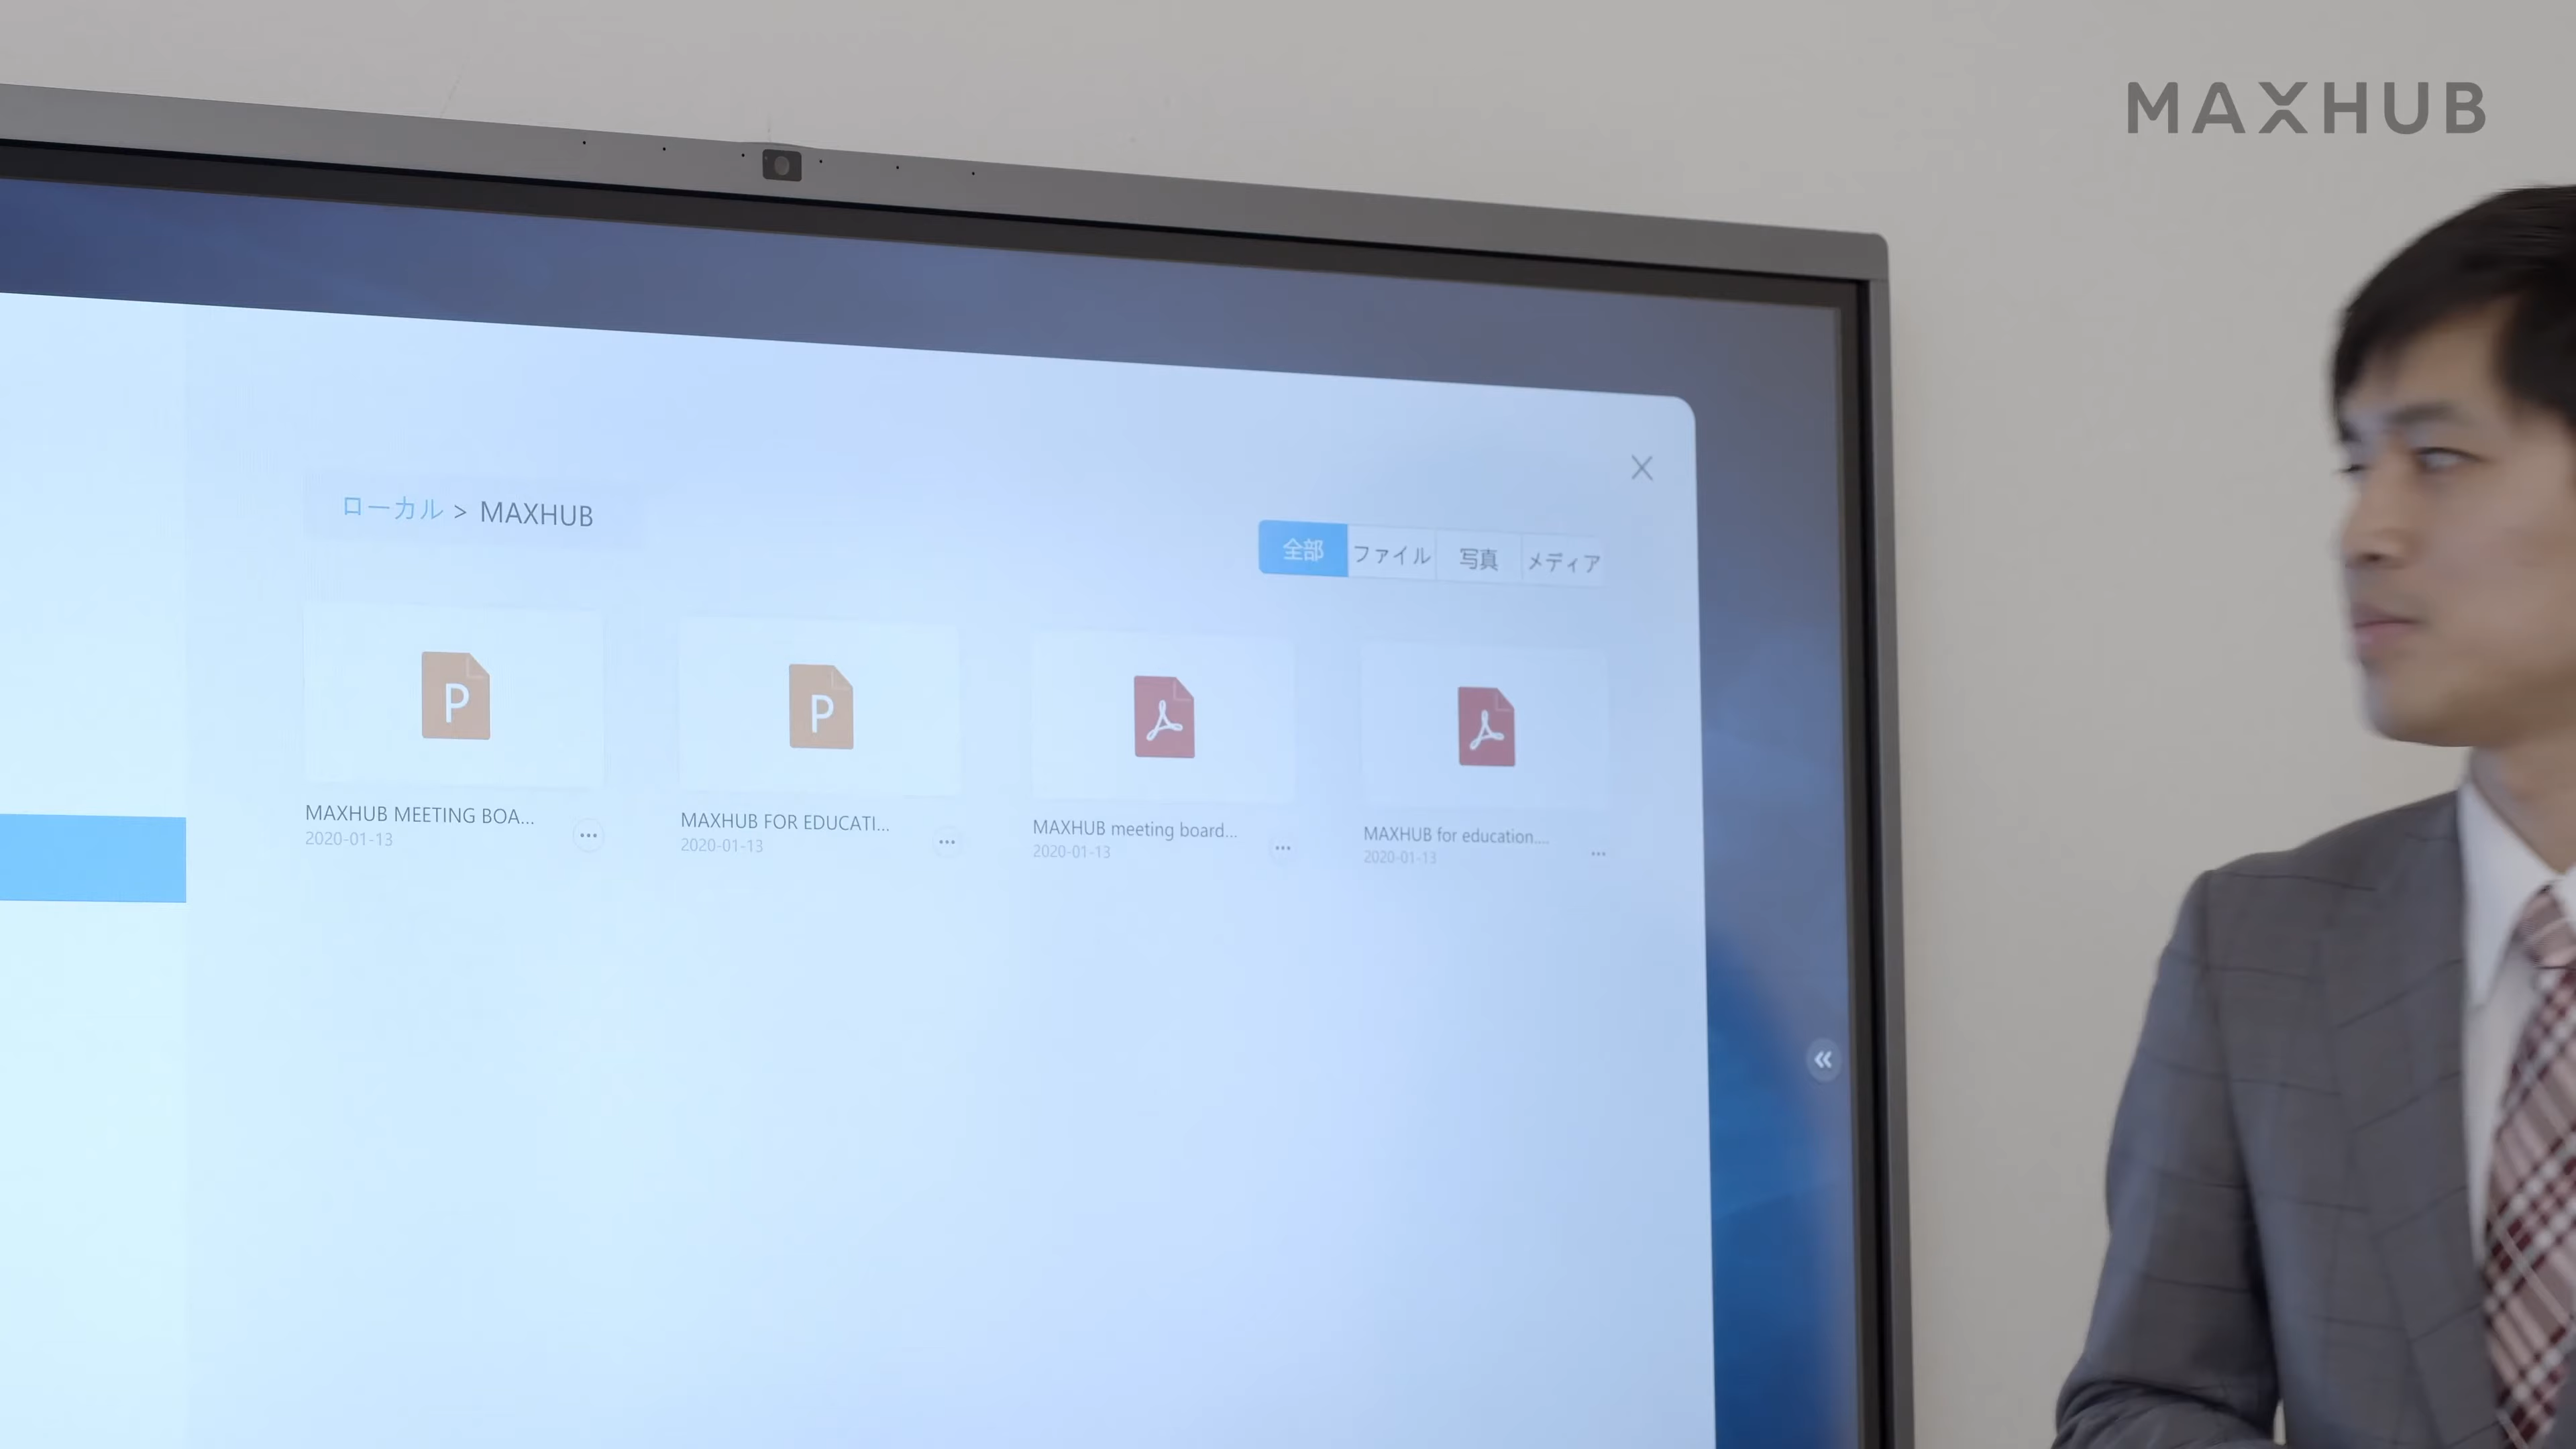 MAXHUB
ローカル > MAXHUB
全部 ファイル 写真 メディア
P
P
MAXHUB MEETING BOA...
2020-01-13
MAXHUB FOR EDUCATI...
2020-01-13
MAXHUB meeting board...
2020-01-13
MAXHUB for education....
2020-01-13